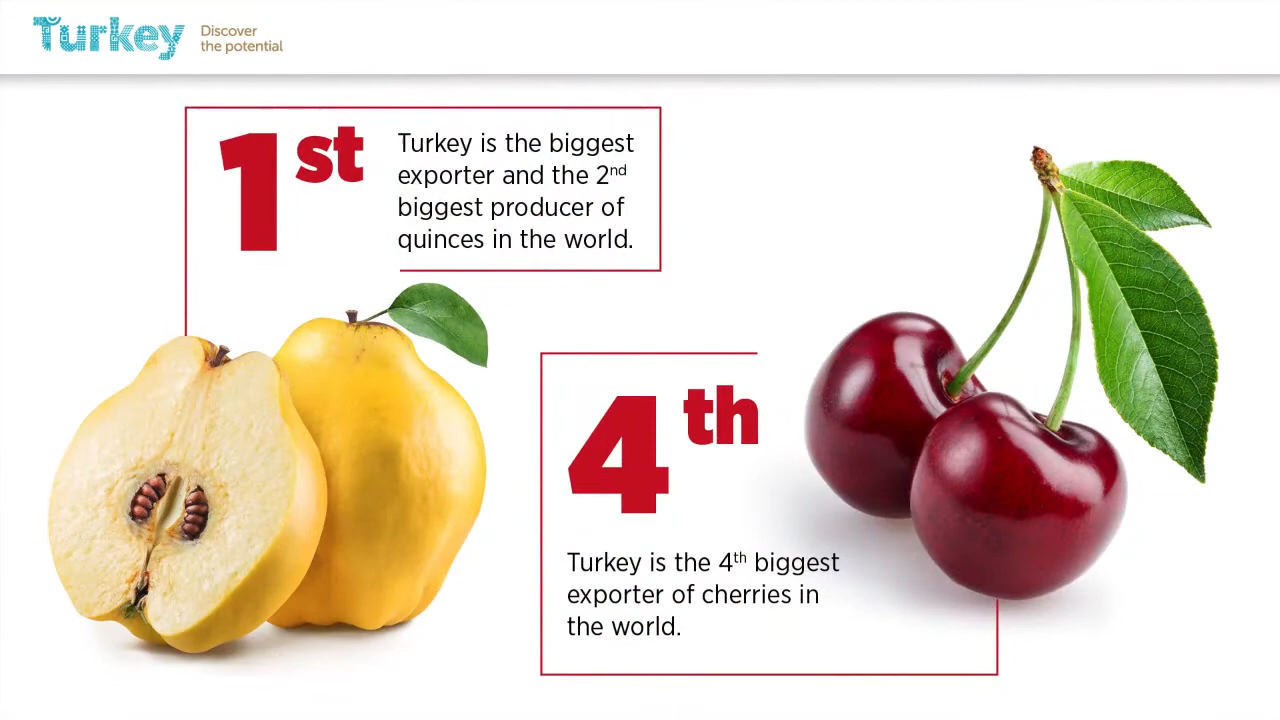 Turkey
Discover
the potential
1st
Turkey is the biggest
exporter and the 2nd
biggest producer of
quinces in the world.
4th
Turkey is the 4th biggest
exporter of cherries in
the world.